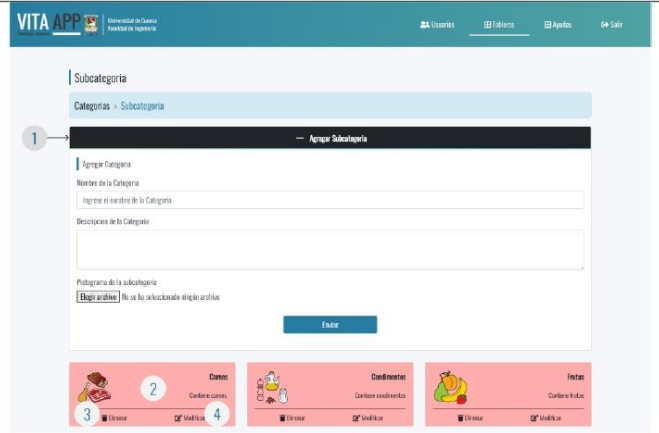 VITA APP
Universidad de Cuenca
Facultad de Ingeniería
Usuarios
Tableros
Ayudas
Salir
Subcategoria
Categorias > Subcategoria
1
— Agregar Subcategoria
Agregar Categoria
Nombre de la Categoria
Ingrese el nombre de la Categoria
Descripcion de la Categoria
Pictograma de la subcategoria
Elegir archivo No se ha seleccionado ningún archivo
Enviar
Carnes
Condimentos
Frutas
2
Contiene carnes.
Contiene condimentos
Contiene frutas
3
Eliminar
Modificar
4
Eliminar
Modificar
Eliminar
Modificar